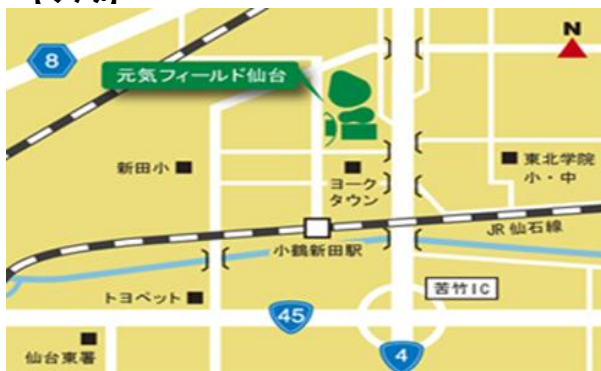 N
8
元気フィールド仙台
新田小
ヨーク
タウン
東北学院
小・中
JR 仙石線
小鶴新田駅
苦竹IC
トヨペット
45
仙台東署
4